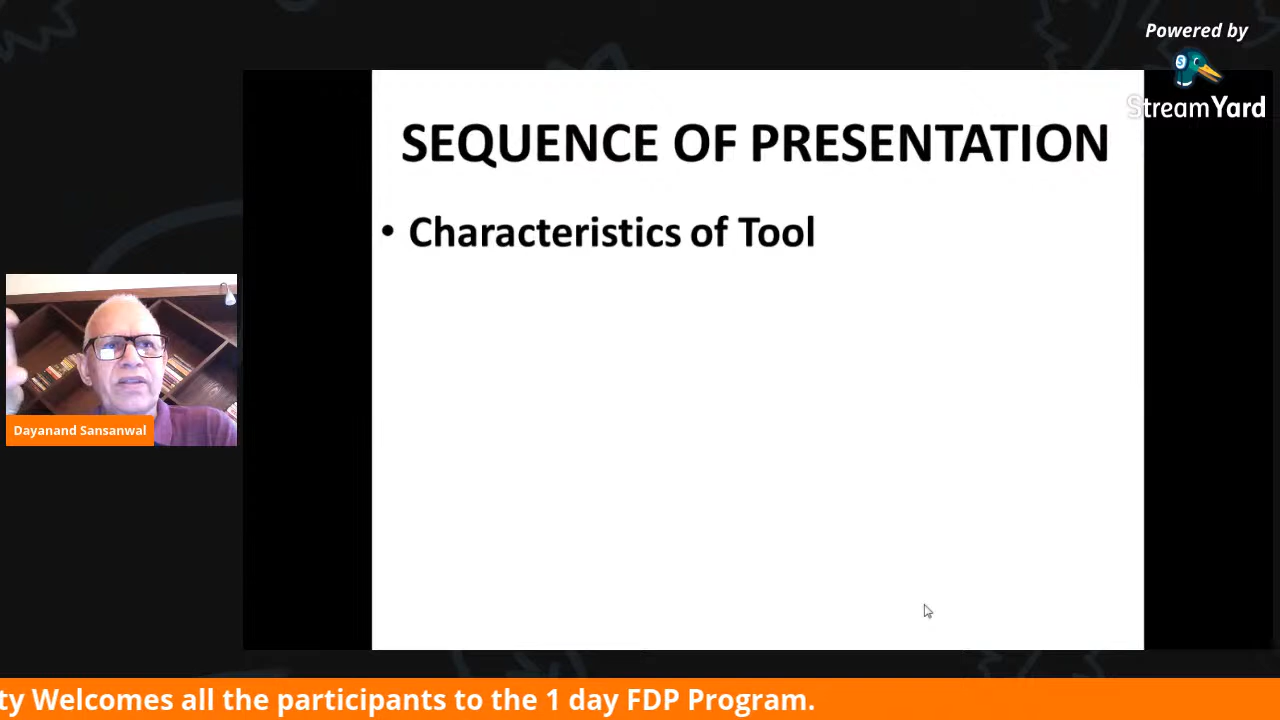 Powered by
StreamYard
SEQUENCE OF PRESENTATION
• Characteristics of Tool
Dayanand Sansanwal
ty Welcomes all the participants to the 1 day FDP Program.